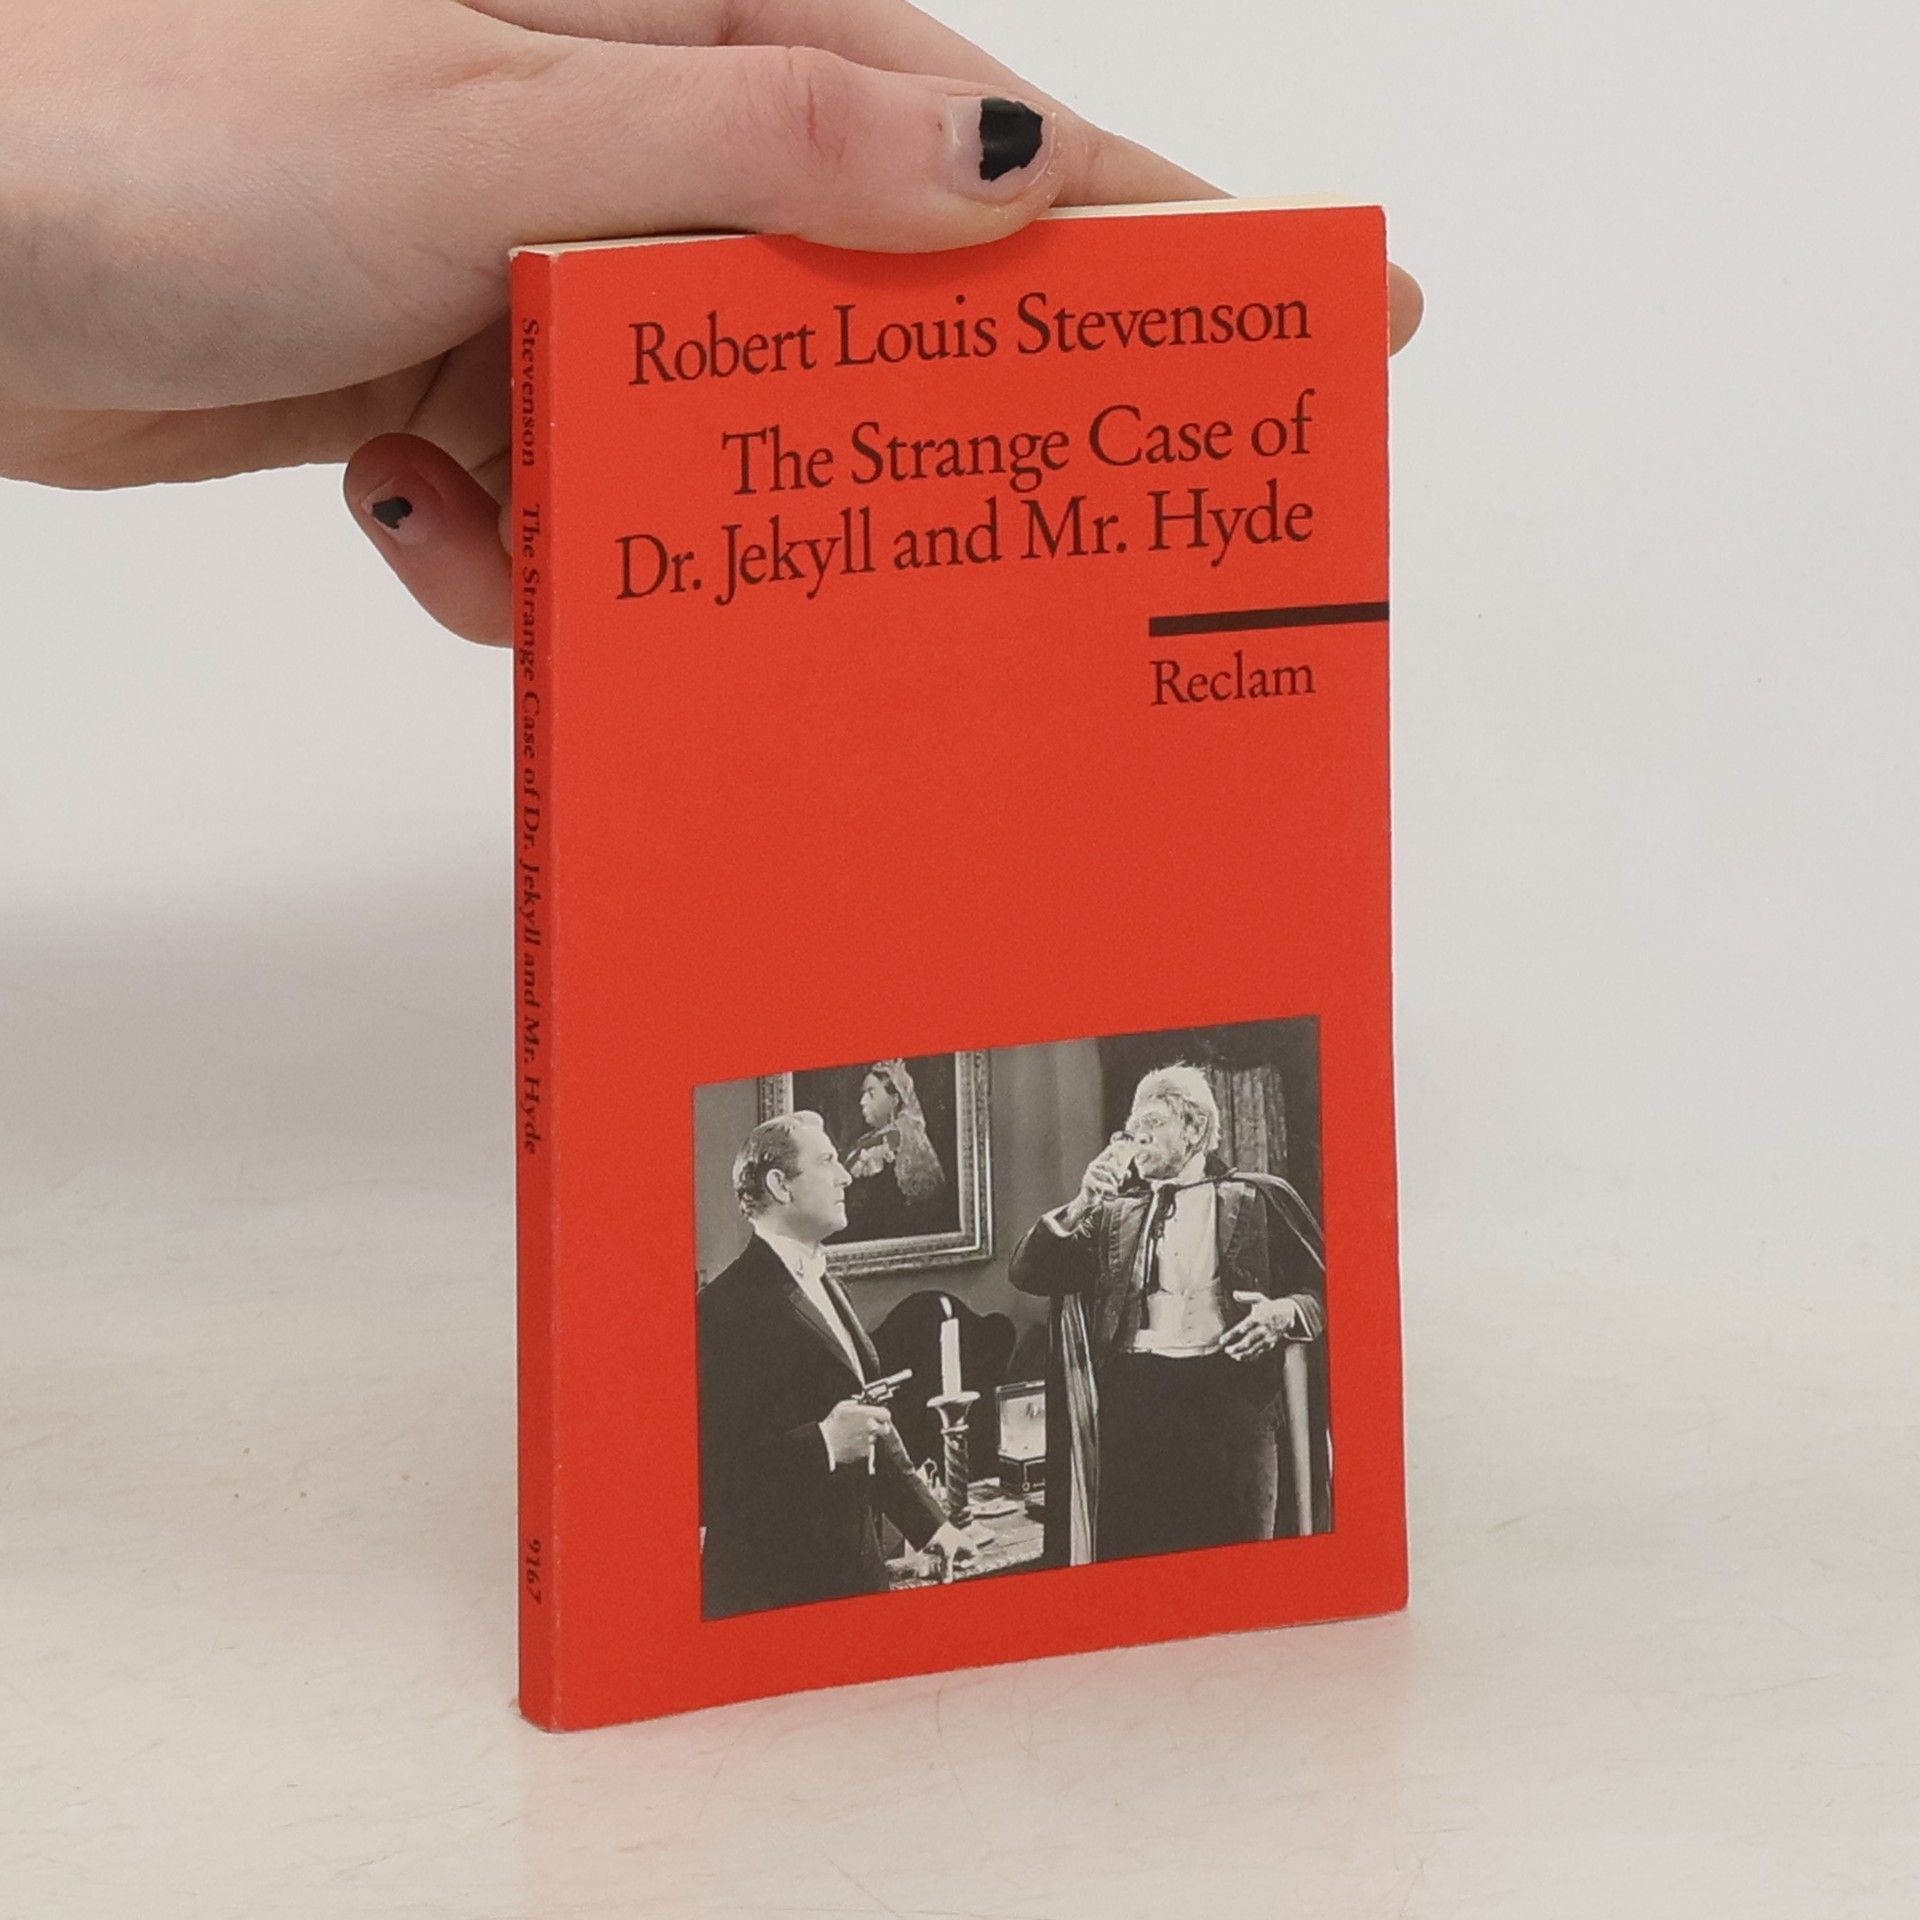 Robert Louis Stevenson
The Strange Case of
Dr. Jekyll and Mr. Hyde
Reclam
Stevenson The Strange Case of Dr. Jekyll and Mr. Hyde 9167